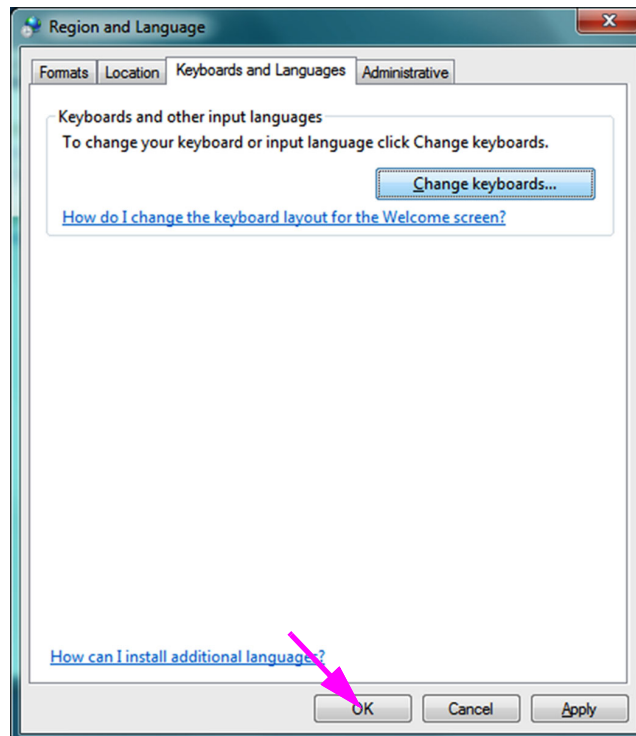 Region and Language
Formats Location Keyboards and Languages Administrative
Keyboards and other input languages
To change your keyboard or input language click Change keyboards.
Change keyboards...
How do I change the keyboard layout for the Welcome screen?
How can I install additional languages?
OK Cancel Apply